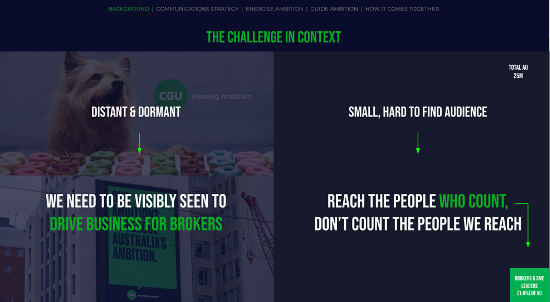 BACKGROUND | COMMUNICATIONS STRATEGY | ENERGISE AMBITION | GUIDE AMBITION | HOW IT COMES TOGETHER
THE CHALLENGE IN CONTEXT
TOTAL AU
25M
CGU Insuring Ambition
DISTANT & DORMANT
SMALL, HARD TO FIND AUDIENCE
WE NEED TO BE VISIBLY SEEN TO
DRIVE BUSINESS FOR BROKERS
REACH THE PEOPLE WHO COUNT,
DON'T COUNT THE PEOPLE WE REACH
AUSTRALIA'S
AMBITION.
BROKERS & SME
LEADERS